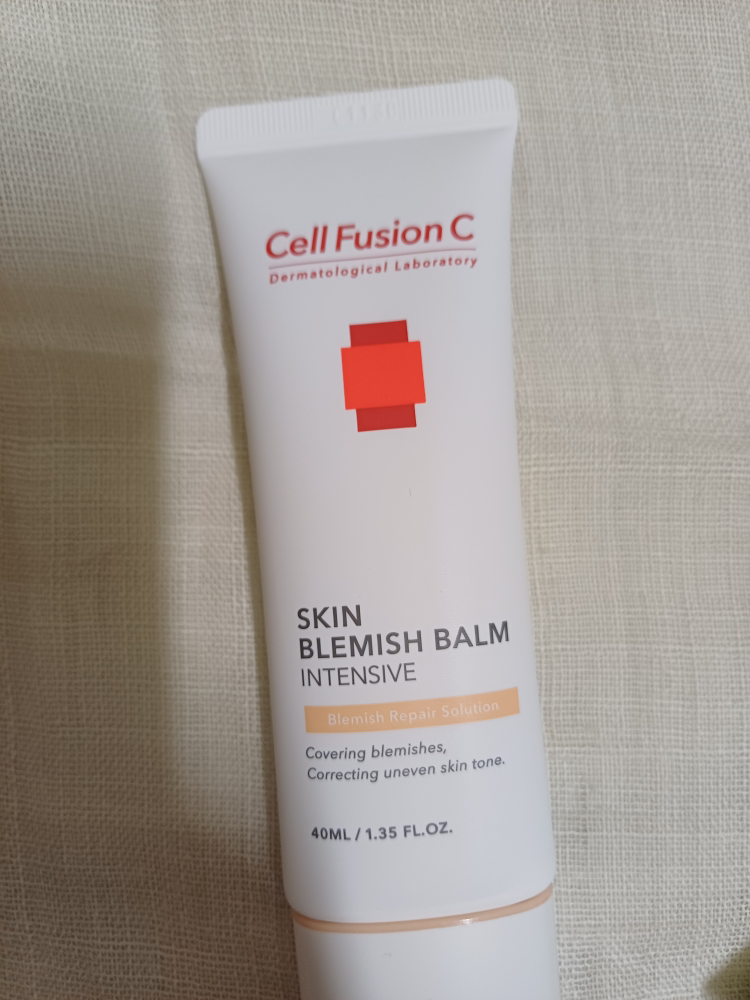 Cell Fusion C
Dermatological Laboratory
SKIN
BLEMISH BALM
INTENSIVE
Blemish Repair Solution
Covering blemishes,
Correcting uneven skin tone.
40ML / 1.35 FL.OZ.